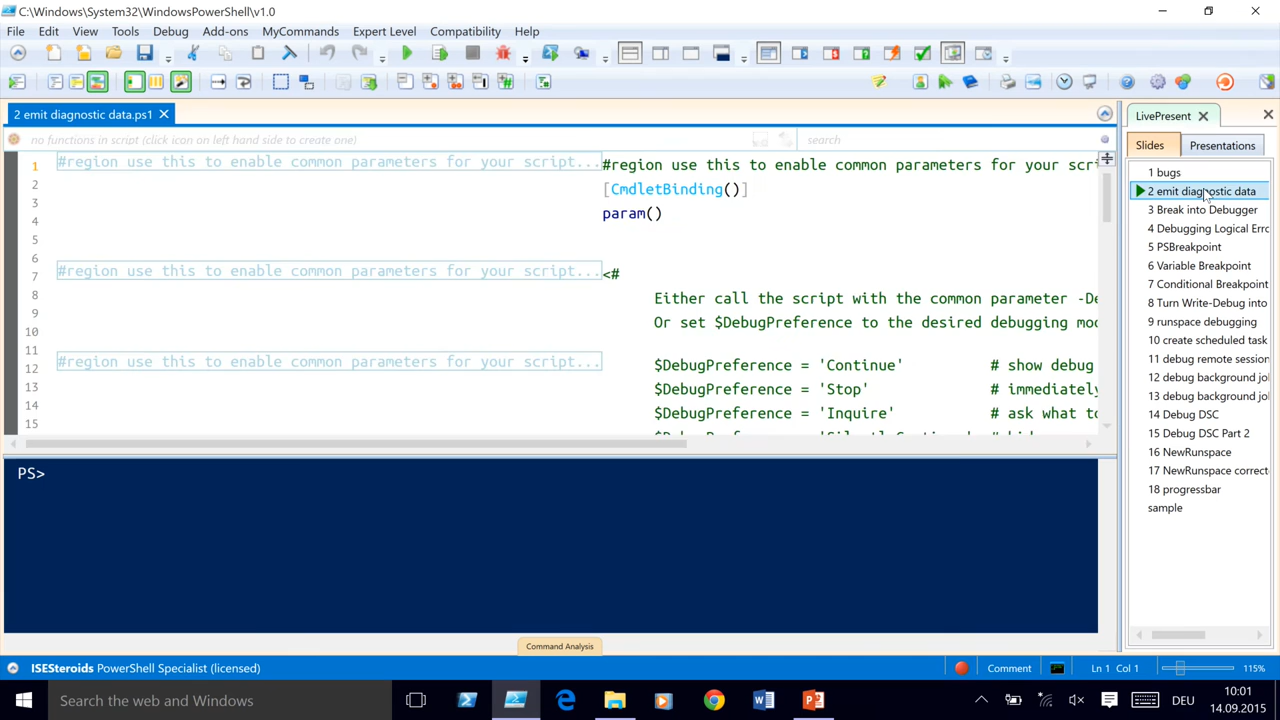 C:\Windows\System32\WindowsPowerShell\v1.0
File Edit View Tools Debug Add-ons MyCommands Expert Level Compatibility Help
2 emit diagnostic data.ps1
no functions in script (click icon on left hand side to create one)
search
1 #region use this to enable common parameters for your script...
2
3
4
5
6
7 #region use this to enable common parameters for your script...
8
9
10
11
12 #region use this to enable common parameters for your script...
13
14
15
#region use this to enable common parameters for your scri
[CmdletBinding()]
param()
<#
Either call the script with the common parameter -De
Or set $DebugPreference to the desired debugging mo
$DebugPreference = 'Continue' # show debug
$DebugPreference = 'Stop' # immediately
$DebugPreference = 'Inquire' # ask what to
PS>
Command Analysis
LivePresent
Slides Presentations
1 bugs
2 emit diagnostic data
3 Break into Debugger
4 Debugging Logical Erro
5 PSBreakpoint
6 Variable Breakpoint
7 Conditional Breakpoint
8 Turn Write-Debug into
9 runspace debugging
10 create scheduled task
11 debug remote session
12 debug background jo
13 debug background jo
14 Debug DSC
15 Debug DSC Part 2
16 NewRunspace
17 NewRunspace correct
18 progressbar
sample
ISESteroids PowerShell Specialist (licensed)
Comment
Ln 1 Col 1
115%
Search the web and Windows
DEU
10:01
14.09.2015